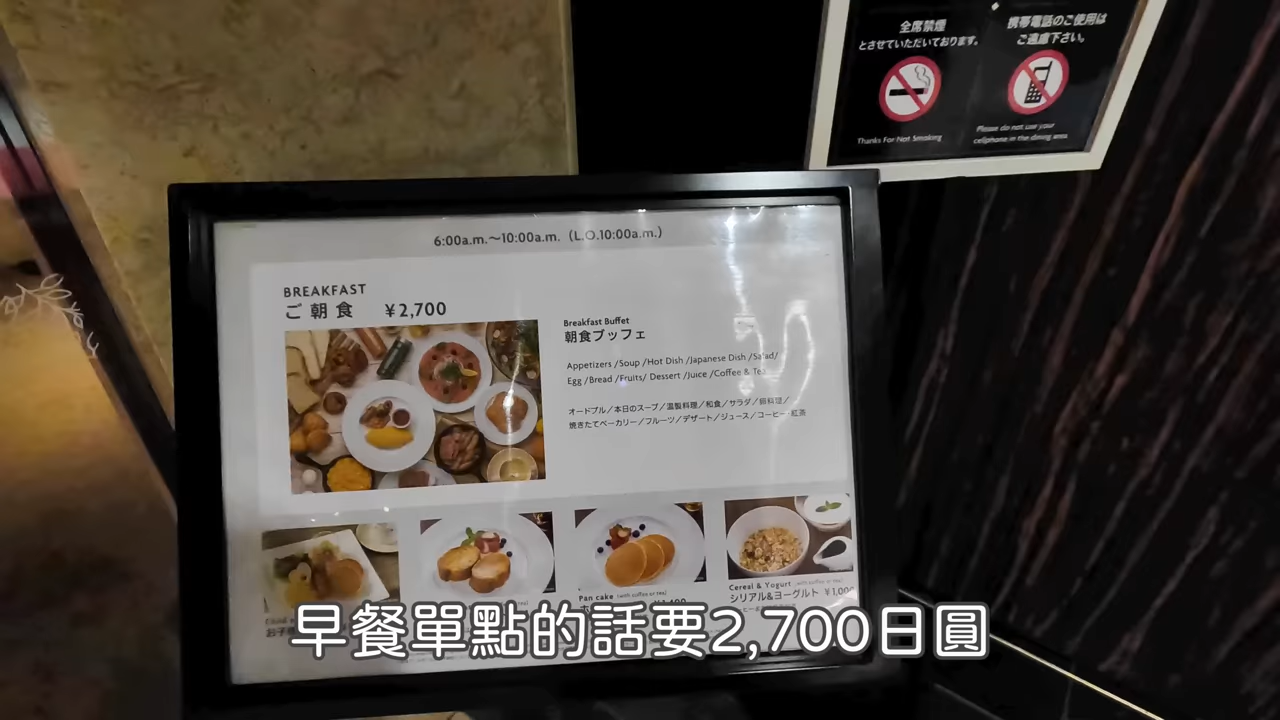 全席禁煙
とさせていただいております。
Thanks For Not Smoking
携帯電話のご使用は
ご遠慮下さい。
Please do not use your
cellphone in the dining area
6:00a.m.～10:00a.m. (L.O.10:00a.m.)
BREAKFAST
ご朝食 ¥2,700
Breakfast Buffet
朝食ブッフェ
Appetizers /Soup /Hot Dish /Japanese Dish /Salad/
Egg /Bread /Fruits/ Dessert /Juice /Coffee & Tea
オードブル／本日のスープ／温製料理／和食／サラダ／卵料理／
焼きたてベーカリー／フルーツ／デザート／ジュース／コーヒー・紅茶
Pan cake (with coffee or tea)
Cereal & Yogurt (with coffee or tea)
シリアル&ヨーグルト ¥1,000
早餐單點的話要2,700日圓